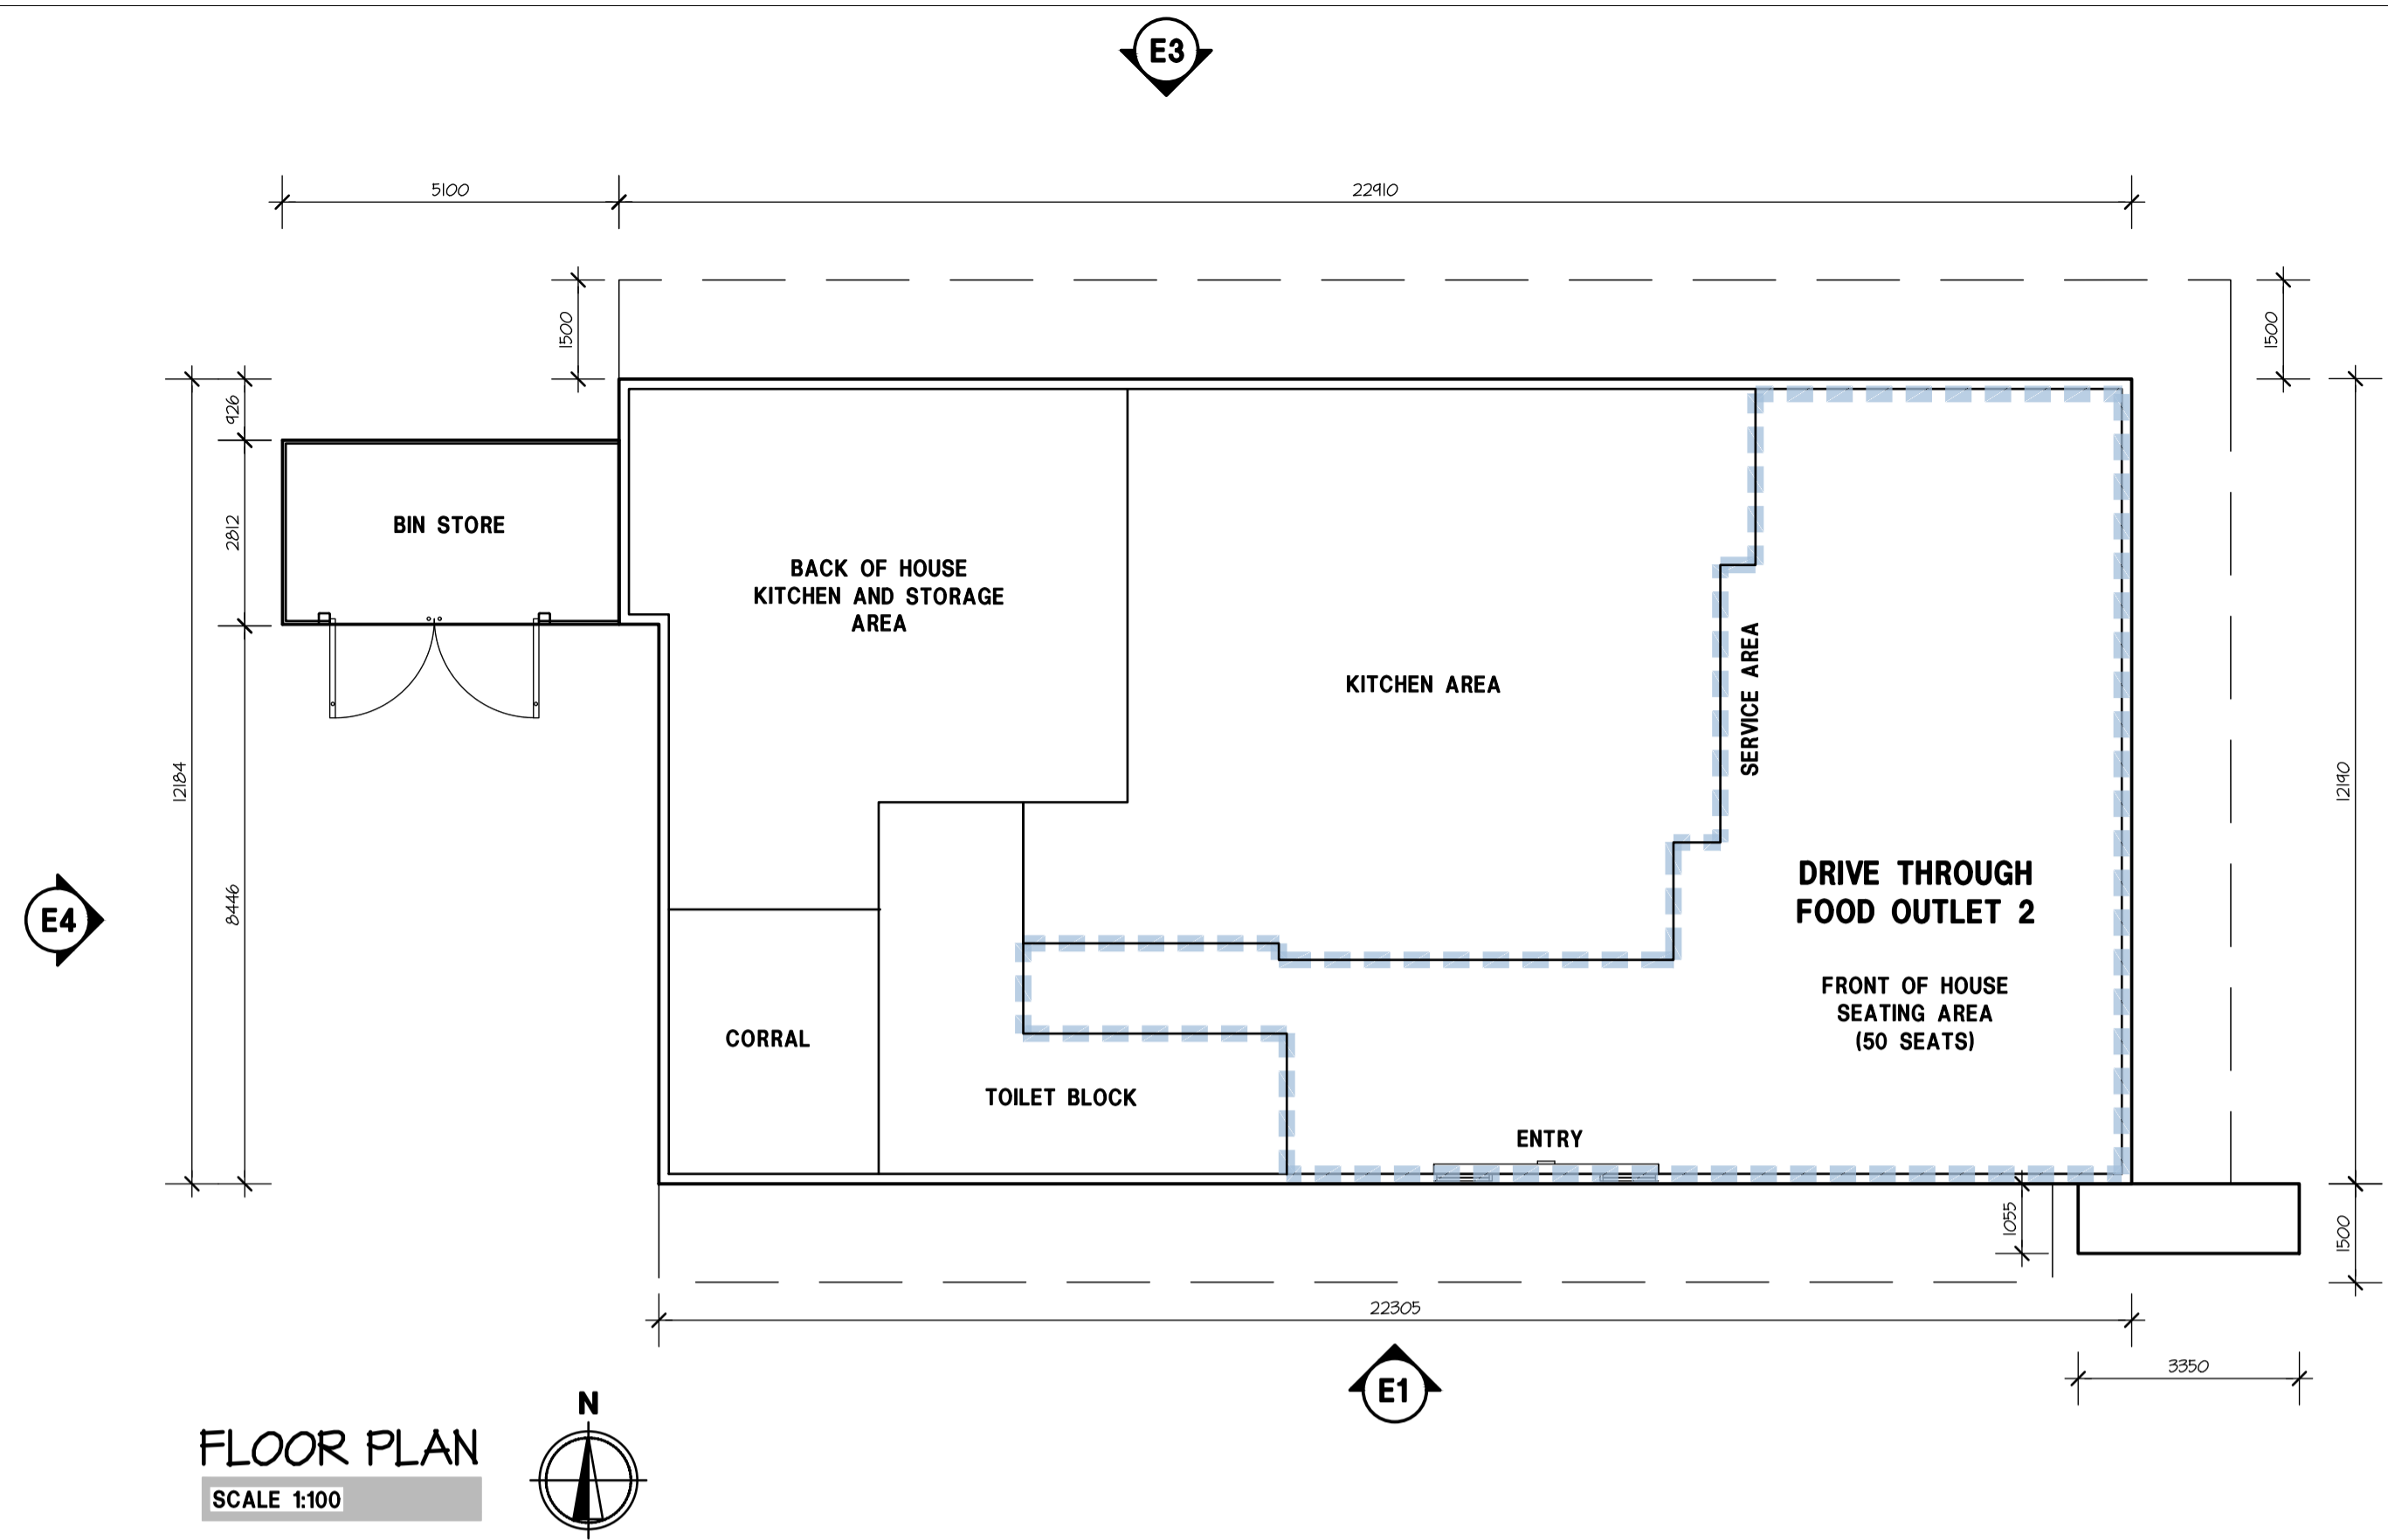 E3
5100
22910
1500
1500
926
BIN STORE
2812
BACK OF HOUSE
KITCHEN AND STORAGE
AREA
KITCHEN AREA
SERVICE AREA
12184
12190
8446
E4
DRIVE THROUGH
FOOD OUTLET 2
FRONT OF HOUSE
SEATING AREA
(50 SEATS)
CORRAL
TOILET BLOCK
ENTRY
1055
1500
22305
3350
E1
N
FLOOR PLAN
SCALE 1:100